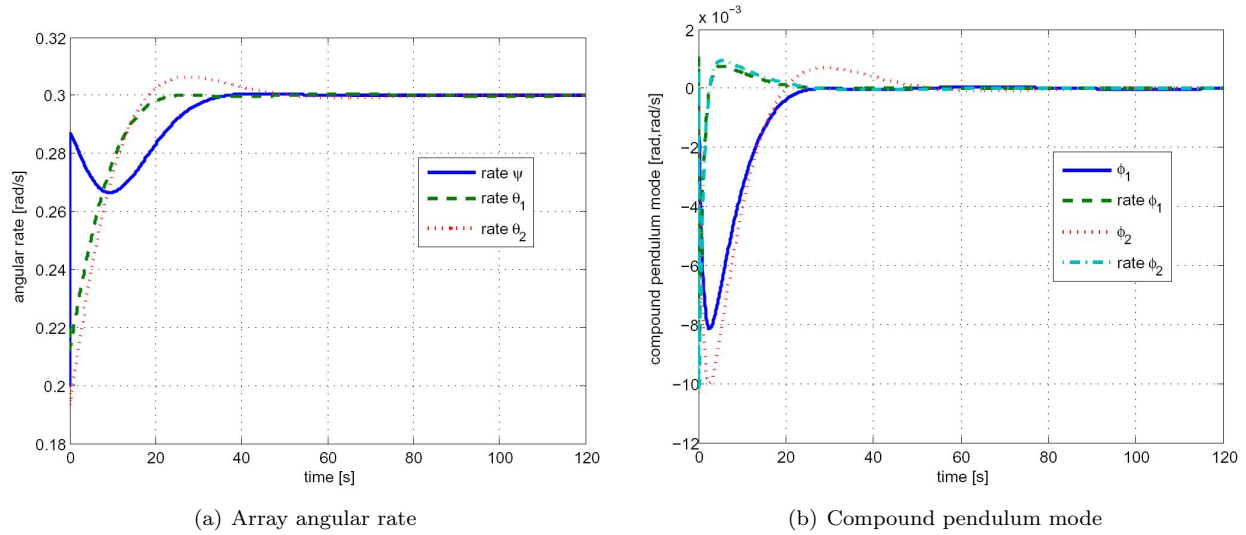 0.32
0.3
0.28
0.26
0.24
0.22
0.2
0.18
angular rate [rad/s]
0 20 40 60 80 100 120
time [s]
rate ψ
rate θ1
rate θ2
(a) Array angular rate
x 10−3
2
0
−2
−4
−6
−8
−10
−12
compound pendulum mode [rad,rad/s]
0 20 40 60 80 100 120
time [s]
ϕ1
rate ϕ1
ϕ2
rate ϕ2
(b) Compound pendulum mode